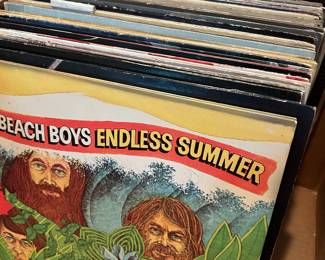 BEACH BOYS ENDLESS SUMMER